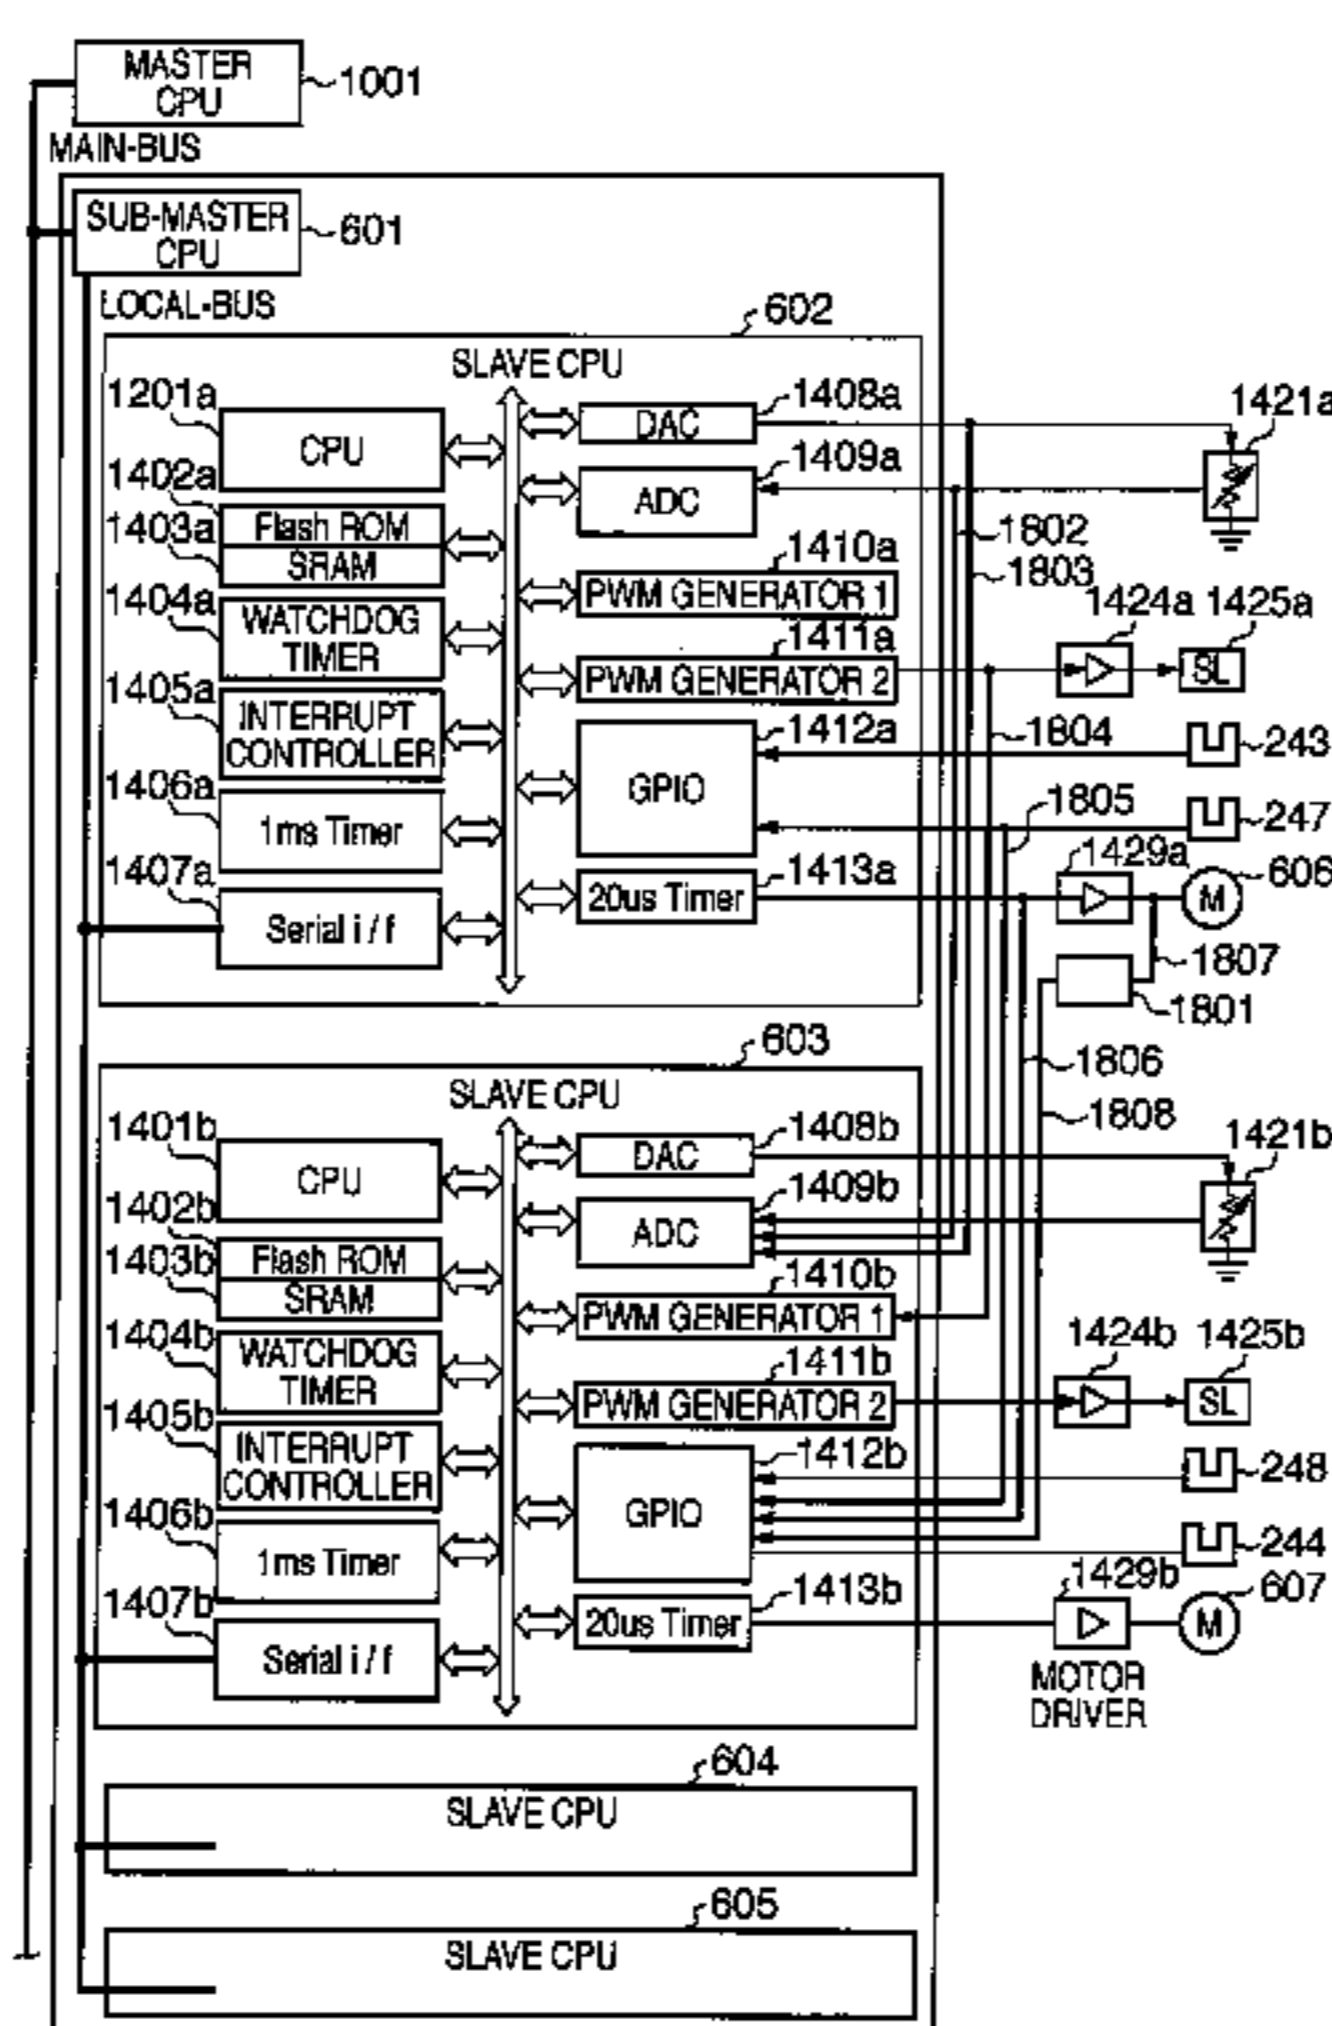 MASTER
CPU
1001
MAIN-BUS
SUB-MASTER
CPU
601
LOCAL-BUS
602
SLAVE CPU
1201a
CPU
1402a
Flash ROM
1403a
SRAM
1404a
WATCHDOG
TIMER
1405a
INTERRUPT
CONTROLLER
1406a
1ms Timer
1407a
Serial i / f
1408a
DAC
1409a
ADC
1410a
PWM GENERATOR 1
1411a
PWM GENERATOR 2
1412a
GPIO
1413a
20us Timer
1421a
1802
1803
1424a
1425a
SL
1804
243
1805
247
1429a
606
M
1807
1801
1806
1808
603
SLAVE CPU
1401b
CPU
1402b
Flash ROM
1403b
SRAM
1404b
WATCHDOG
TIMER
1405b
INTERRUPT
CONTROLLER
1406b
1ms Timer
1407b
Serial i / f
1408b
DAC
1409b
ADC
1410b
PWM GENERATOR 1
1411b
PWM GENERATOR 2
1412b
GPIO
1413b
20us Timer
1421b
1424b
1425b
SL
248
244
1429b
607
M
MOTOR
DRIVER
604
SLAVE CPU
605
SLAVE CPU